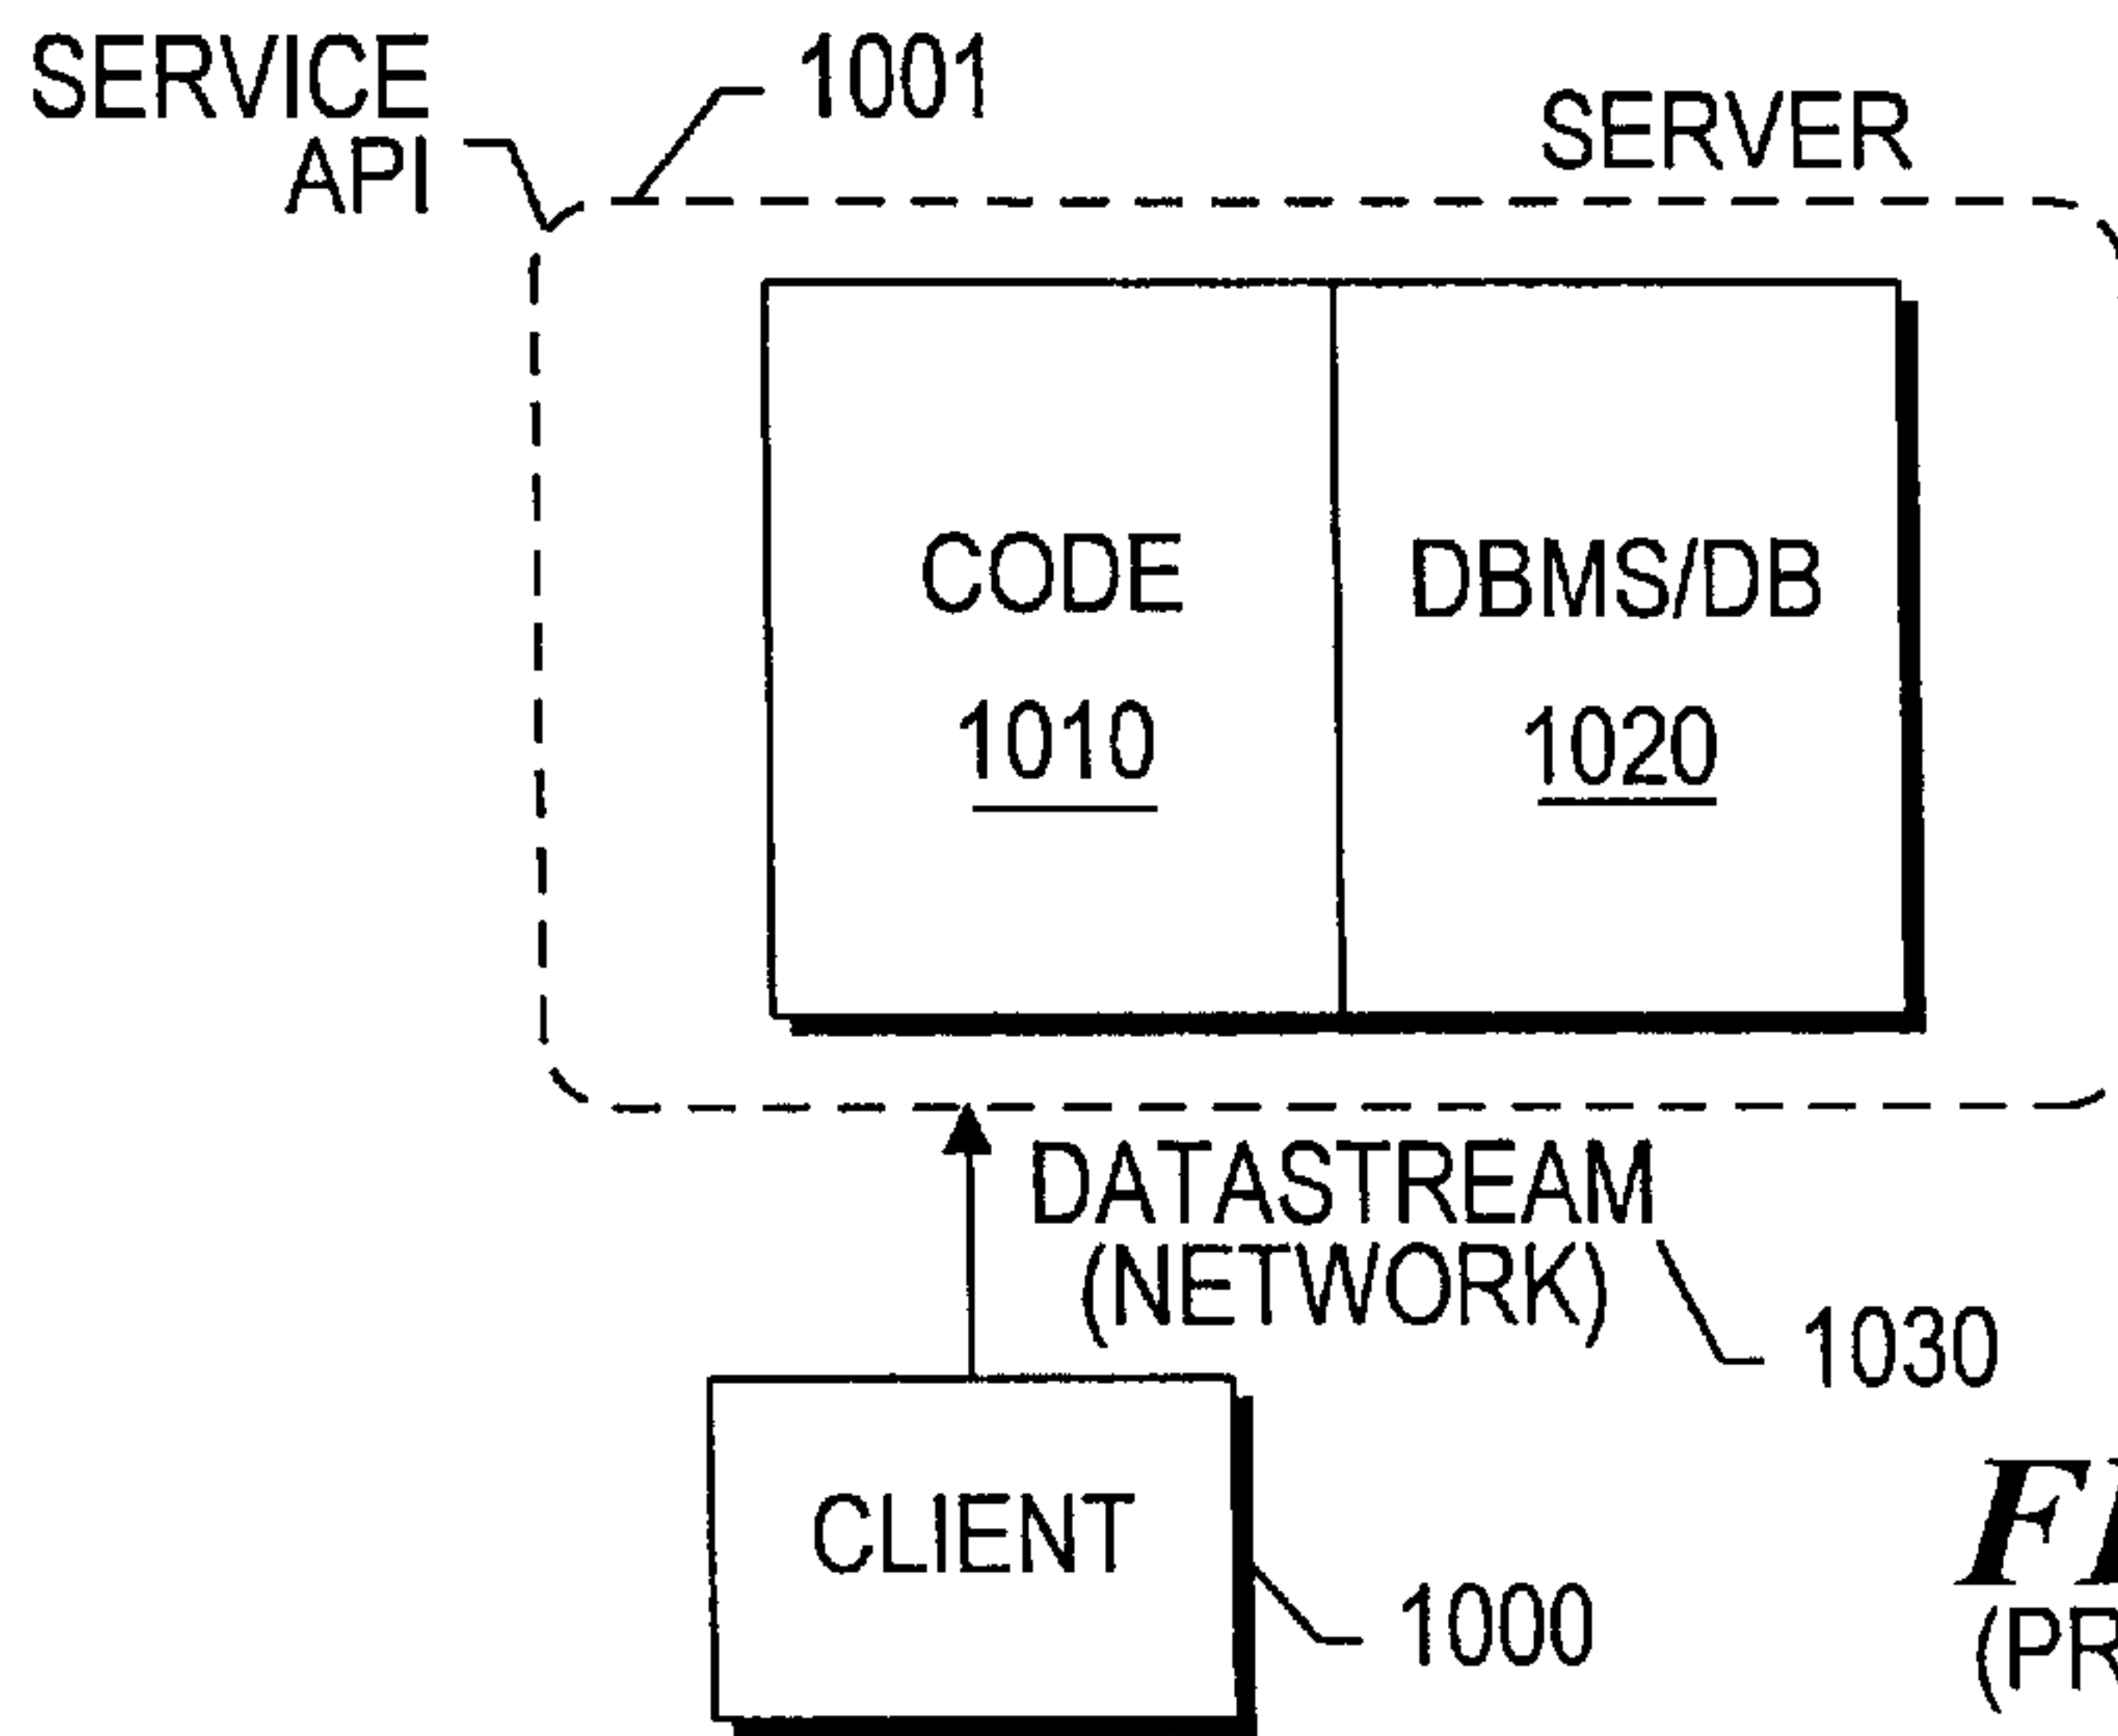 SERVICE
API
1001
SERVER
CODE
1010
DBMS/DB
1020
DATASTREAM
(NETWORK)
1030
CLIENT
1000